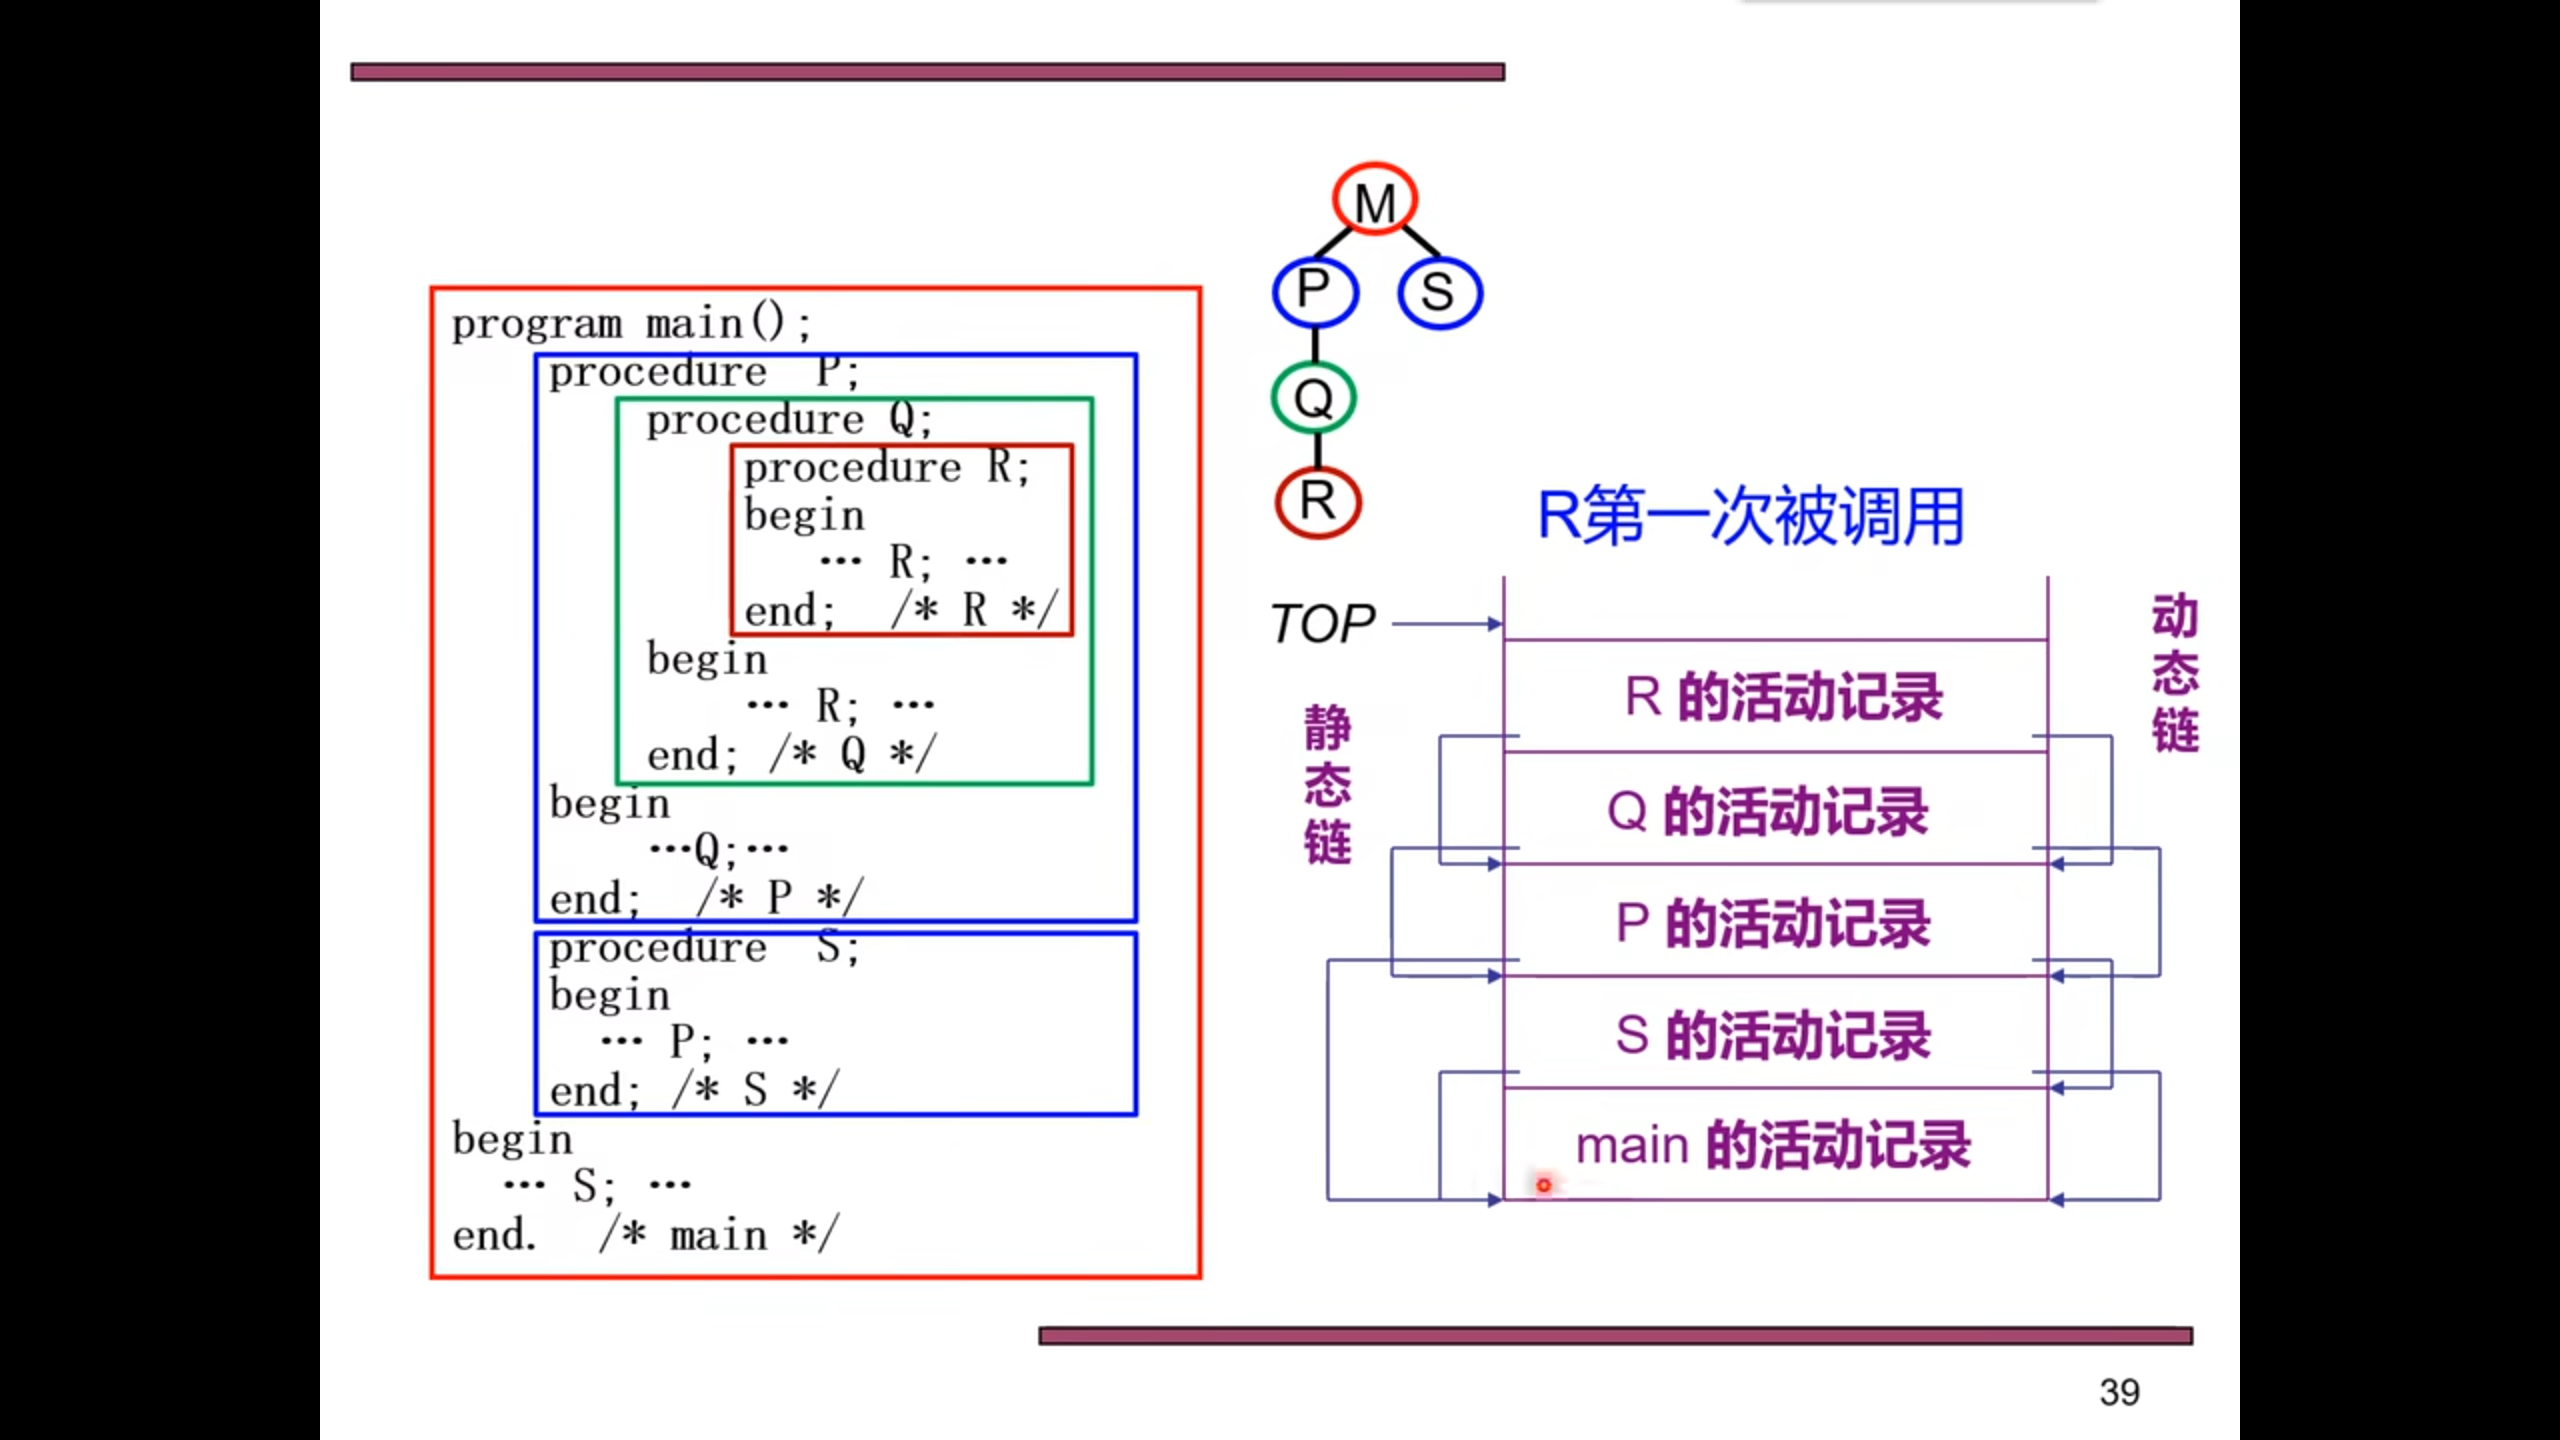 program main();
procedure P;
procedure Q;
procedure R;
begin
… R; …
end; /* R */
begin
… R; …
end; /* Q */
begin
…Q;…
end; /* P */
procedure S;
begin
… P; …
end; /* S */
begin
… S; …
end. /* main */
M
P
S
Q
R
R第一次被调用
TOP
静态链
动态链
R 的活动记录
Q 的活动记录
P 的活动记录
S 的活动记录
main 的活动记录
39